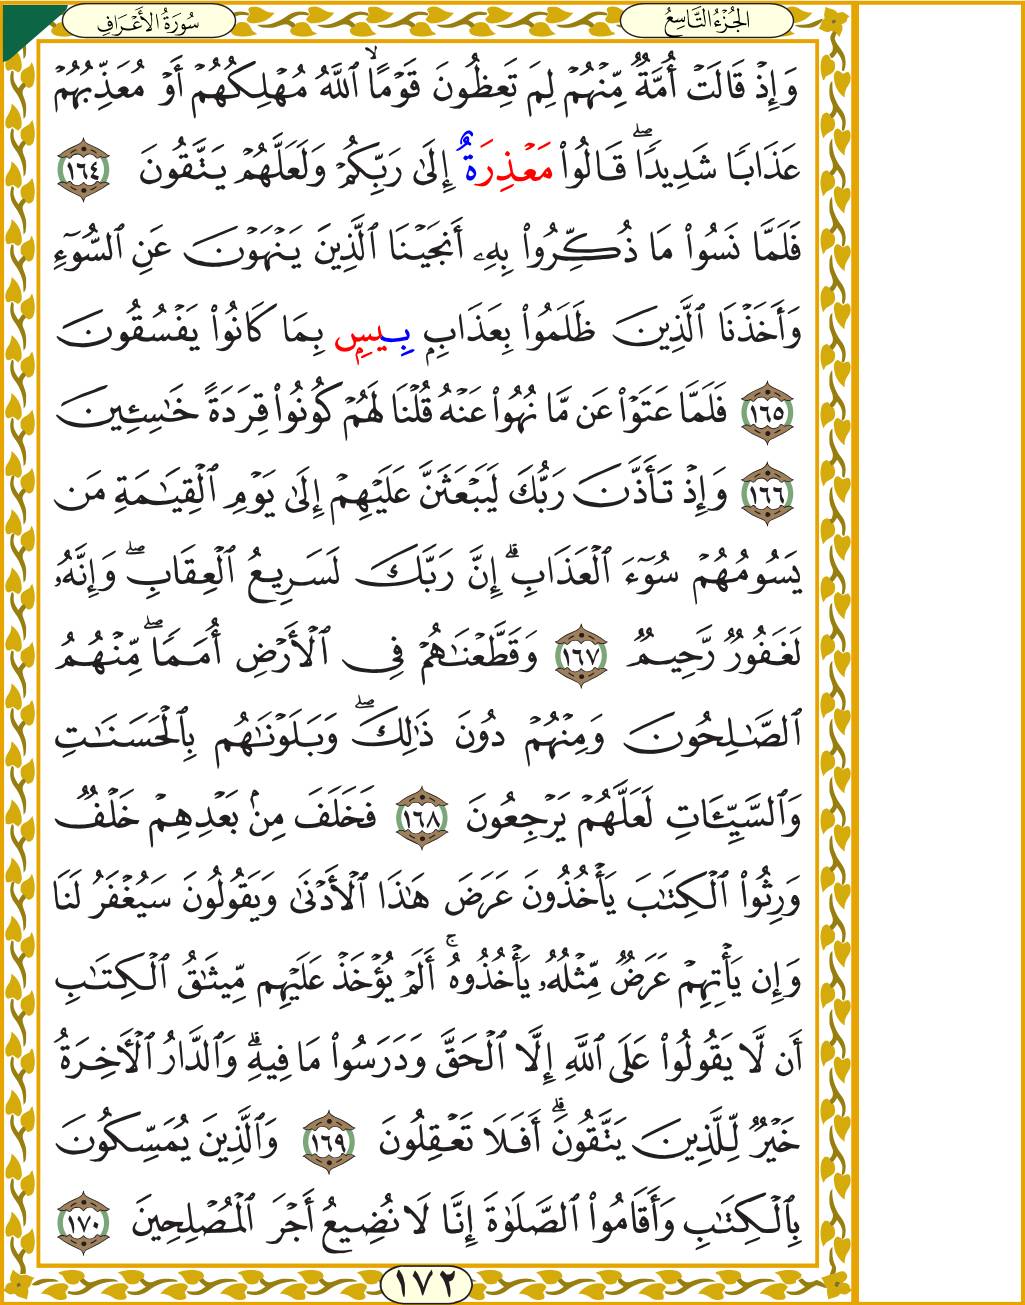 الجُزْءُ التَّاسِعُ
سُورَةُ الأَعْرَافِ
وَإِذْ قَالَتْ أُمَّةٌ مِّنْهُمْ لِمَ تَعِظُونَ قَوْمًا ۙ ٱللَّهُ مُهْلِكُهُمْ أَوْ مُعَذِّبُهُمْ
عَذَابًا شَدِيدًا ۖ قَالُوا۟ مَعْذِرَةٌ إِلَىٰ رَبِّكُمْ وَلَعَلَّهُمْ يَتَّقُونَ ١٦٤
فَلَمَّا نَسُوا۟ مَا ذُكِّرُوا۟ بِهِۦٓ أَنجَيْنَا ٱلَّذِينَ يَنْهَوْنَ عَنِ ٱلسُّوٓءِ
وَأَخَذْنَا ٱلَّذِينَ ظَلَمُوا۟ بِعَذَابٍۭ بِيسٍۭ بِمَا كَانُوا۟ يَفْسُقُونَ
١٦٥ فَلَمَّا عَتَوْا۟ عَن مَّا نُهُوا۟ عَنْهُ قُلْنَا لَهُمْ كُونُوا۟ قِرَدَةً خَـٰسِـِٔينَ
١٦٦ وَإِذْ تَأَذَّنَ رَبُّكَ لَيَبْعَثَنَّ عَلَيْهِمْ إِلَىٰ يَوْمِ ٱلْقِيَـٰمَةِ مَن
يَسُومُهُمْ سُوٓءَ ٱلْعَذَابِ ۗ إِنَّ رَبَّكَ لَسَرِيعُ ٱلْعِقَابِ ۖ وَإِنَّهُۥ
لَغَفُورٌ رَّحِيمٌ ١٦٧ وَقَطَّعْنَـٰهُمْ فِى ٱلْأَرْضِ أُمَمًا ۖ مِّنْهُمُ
ٱلصَّـٰلِحُونَ وَمِنْهُمْ دُونَ ذَٰلِكَ ۖ وَبَلَوْنَـٰهُم بِٱلْحَسَنَـٰتِ
وَٱلسَّيِّـَٔاتِ لَعَلَّهُمْ يَرْجِعُونَ ١٦٨ فَخَلَفَ مِنۢ بَعْدِهِمْ خَلْفٌ
وَرِثُوا۟ ٱلْكِتَـٰبَ يَأْخُذُونَ عَرَضَ هَـٰذَا ٱلْأَدْنَىٰ وَيَقُولُونَ سَيُغْفَرُ لَنَا
وَإِن يَأْتِهِمْ عَرَضٌ مِّثْلُهُۥ يَأْخُذُوهُ ۚ أَلَمْ يُؤْخَذْ عَلَيْهِم مِّيثَـٰقُ ٱلْكِتَـٰبِ
أَن لَّا يَقُولُوا۟ عَلَى ٱللَّهِ إِلَّا ٱلْحَقَّ وَدَرَسُوا۟ مَا فِيهِ ۗ وَٱلدَّارُ ٱلْـَٔاخِرَةُ
خَيْرٌ لِّلَّذِينَ يَتَّقُونَ ۗ أَفَلَا تَعْقِلُونَ ١٦٩ وَٱلَّذِينَ يُمَسِّكُونَ
بِٱلْكِتَـٰبِ وَأَقَامُوا۟ ٱلصَّلَوٰةَ إِنَّا لَا نُضِيعُ أَجْرَ ٱلْمُصْلِحِينَ ١٧٠
١٧٢